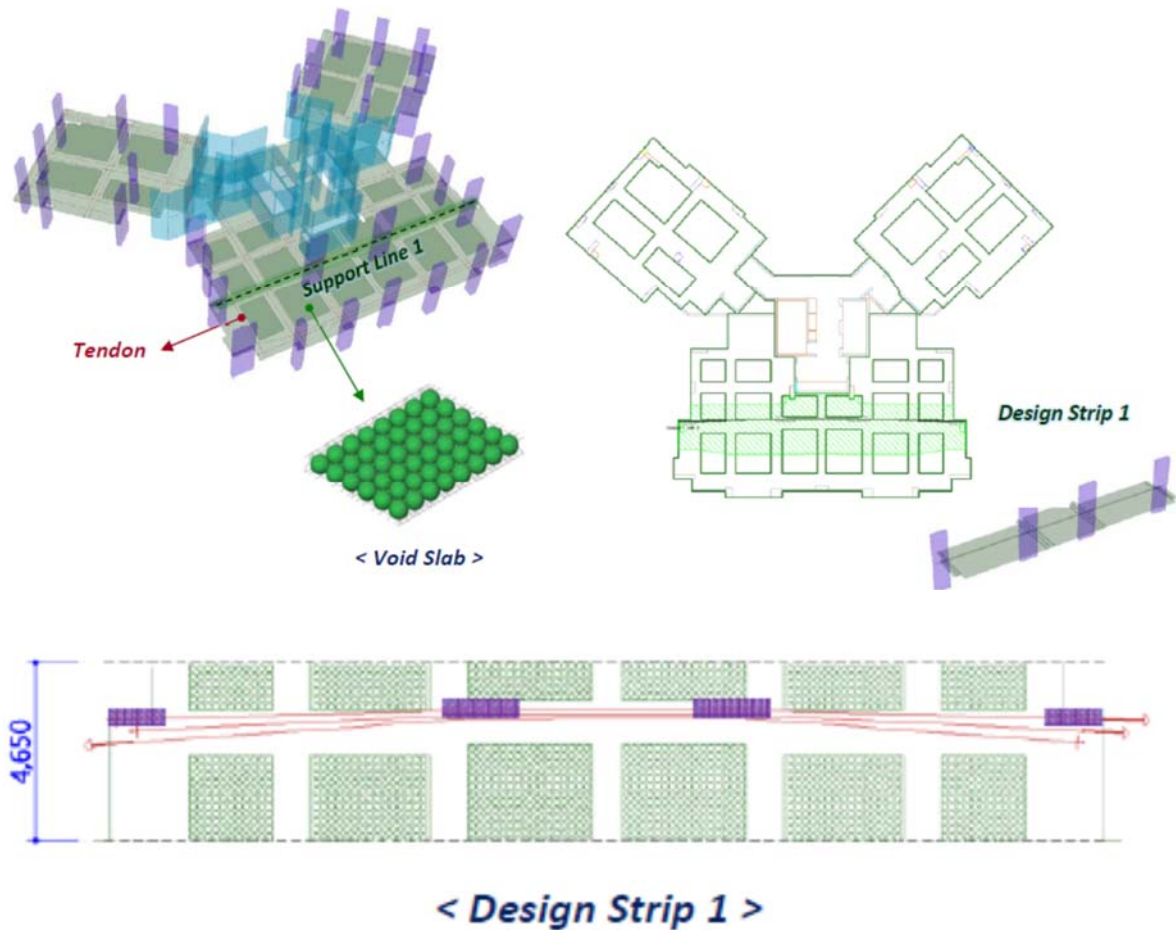 Support Line 1
Tendon
< Void Slab >
Design Strip 1
4,650
< Design Strip 1 >